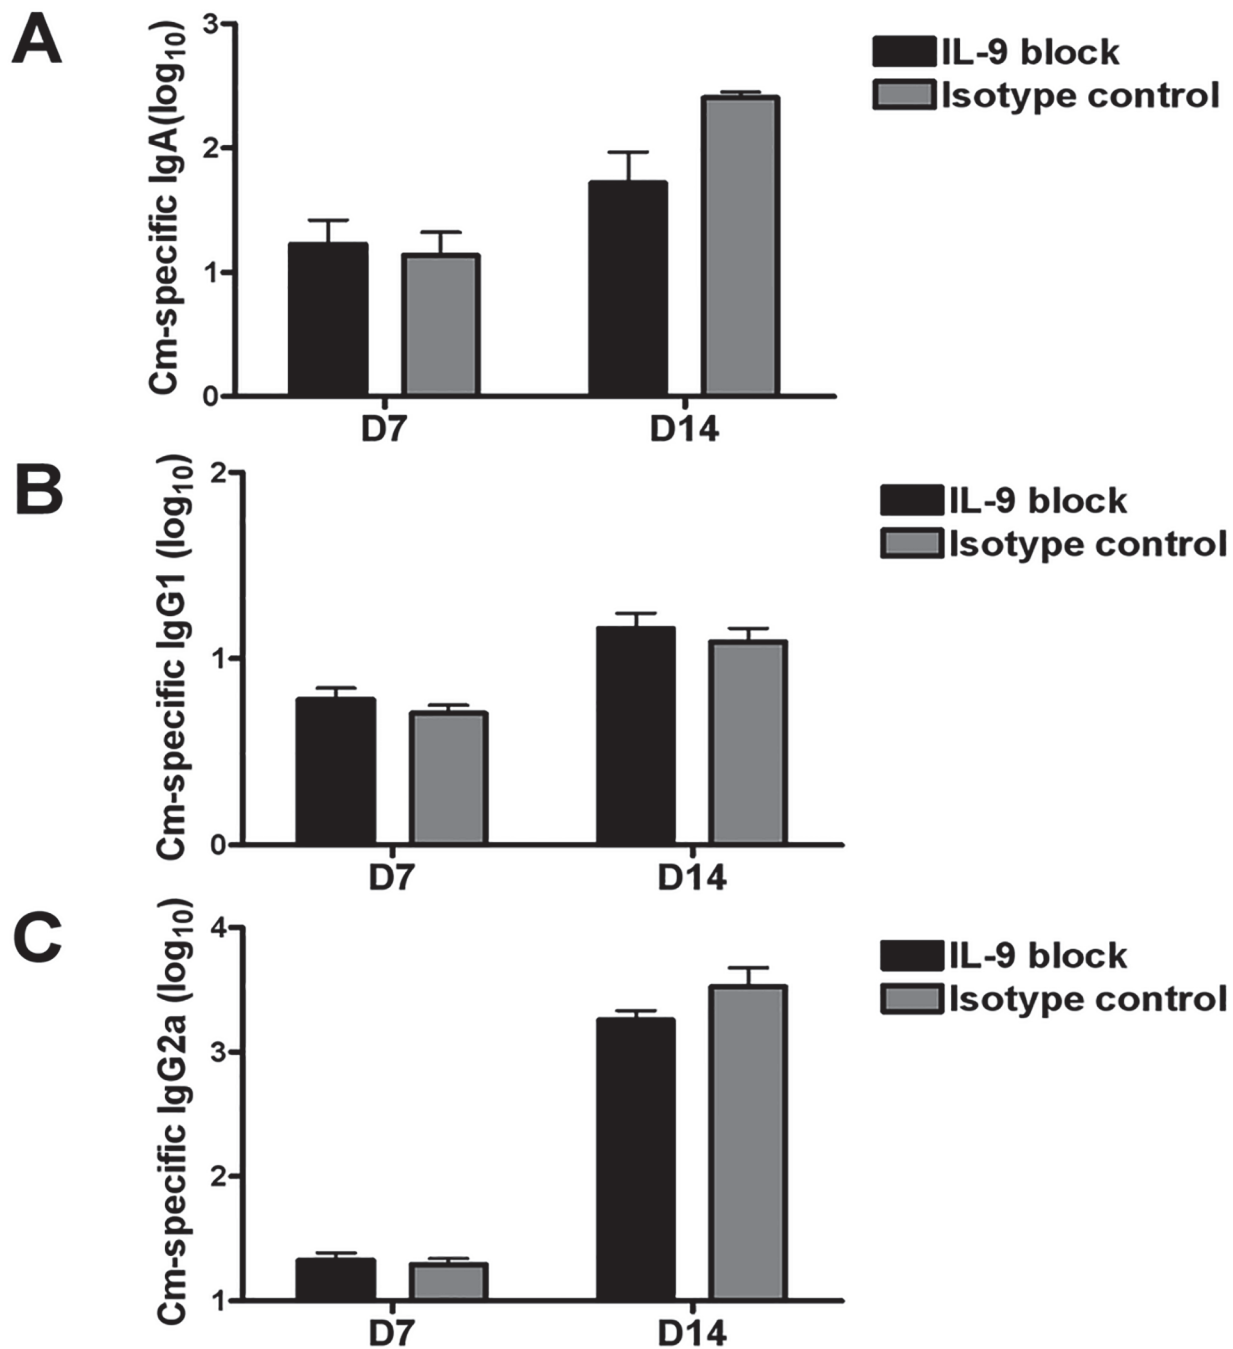 A
Cm-specific IgA(log10)
3
2
1
0
D7
D14
IL-9 block
Isotype control
B
Cm-specific IgG1 (log10)
2
1
0
D7
D14
IL-9 block
Isotype control
C
Cm-specific IgG2a (log10)
4
3
2
1
D7
D14
IL-9 block
Isotype control